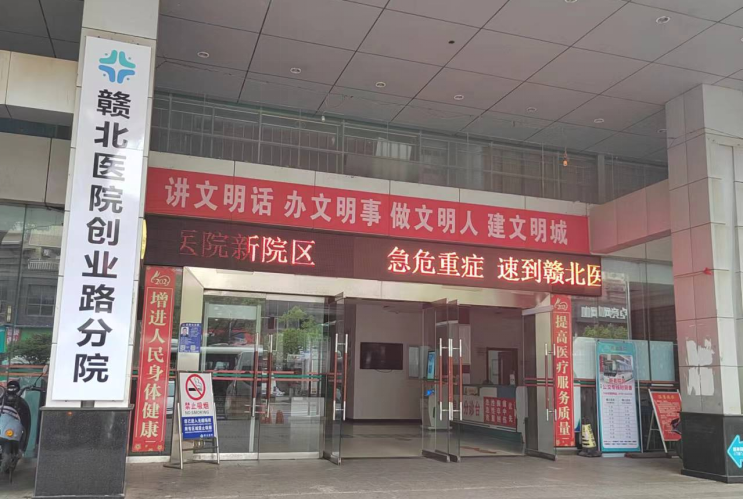 赣北医院创业路分院
讲文明话 办文明事 做文明人 建文明城
医院新院区 急危重症 速到赣北医
增进人民身体健康
提高医疗服务质量
禁止吸烟
NO SMOKING
分诊台